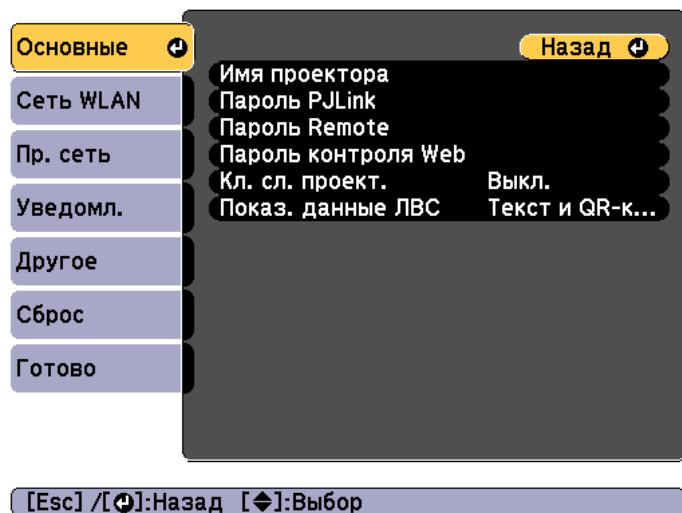 Основные
Назад
Имя проектора
Сеть WLAN
Пароль PJLink
Пароль Remote
Пр. сеть
Пароль контроля Web
Кл. сл. проект. Выкл.
Уведомл.
Показ. данные ЛВС Текст и QR-к...
Другое
Сброс
Готово
[Esc] /[⏎]:Назад [◆]:Выбор